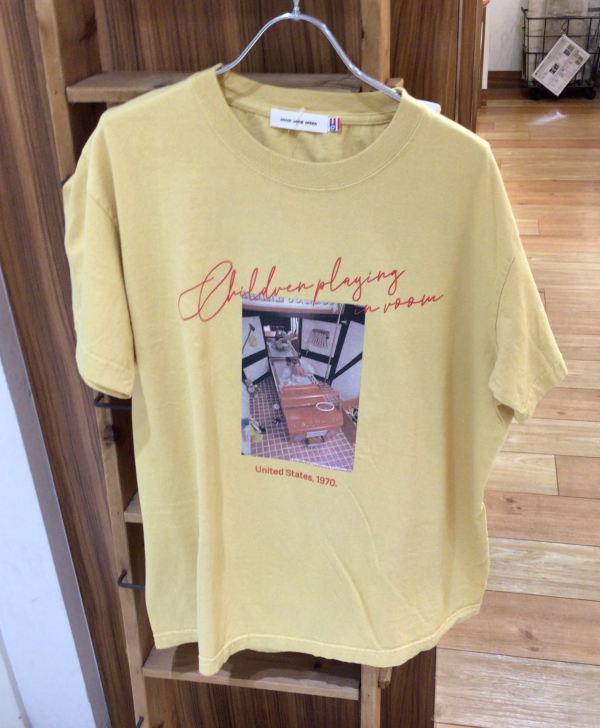 Children playing
in room
United States, 1970.